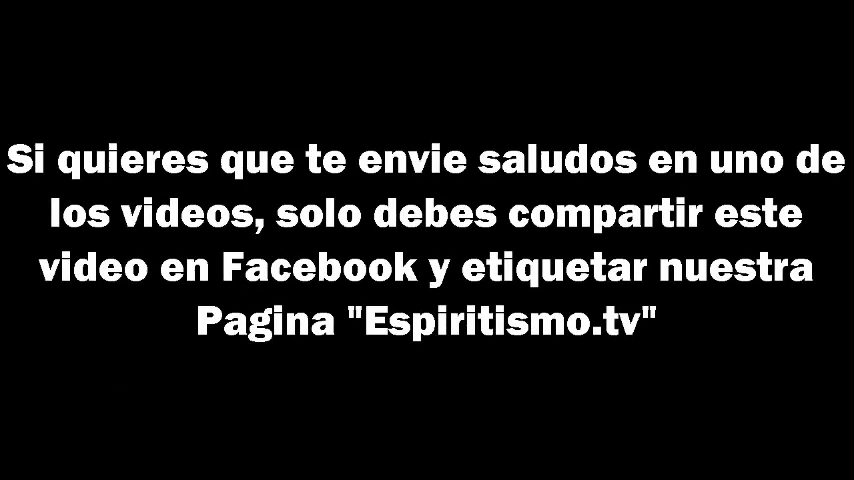 Si quieres que te envie saludos en uno de
los videos, solo debes compartir este
video en Facebook y etiquetar nuestra
Pagina "Espiritismo.tv"